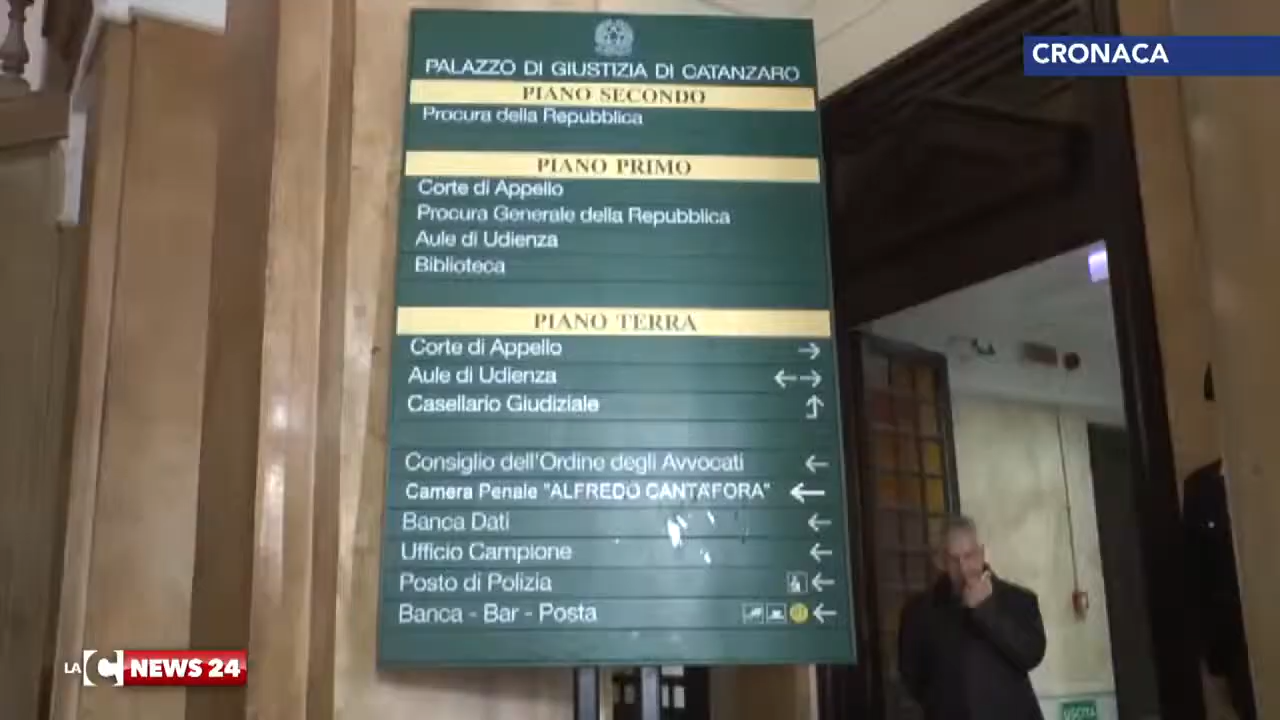 CRONACA
PALAZZO DI GIUSTIZIA DI CATANZARO
PIANO SECONDO
Procura della Repubblica
PIANO PRIMO
Corte di Appello
Procura Generale della Repubblica
Aule di Udienza
Biblioteca
PIANO TERRA
Corte di Appello →
Aule di Udienza ←→
Casellario Giudiziale ↑
Consiglio dell'Ordine degli Avvocati ←
Camera Penale "ALFREDO CANTAFORA" ←
Banca Dati ←
Ufficio Campione ←
Posto di Polizia ←
Banca - Bar - Posta ←
LA C NEWS 24
USCITA